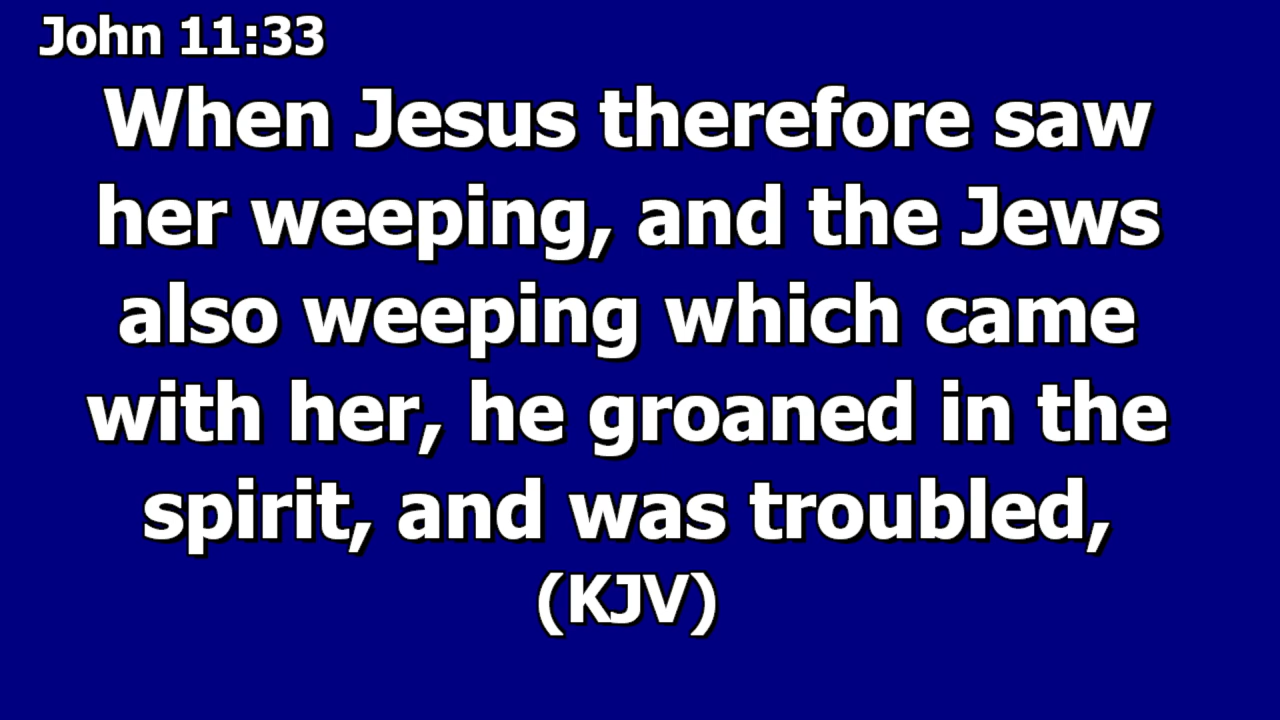 John 11:33
When Jesus therefore saw
her weeping, and the Jews
also weeping which came
with her, he groaned in the
spirit, and was troubled,
(KJV)